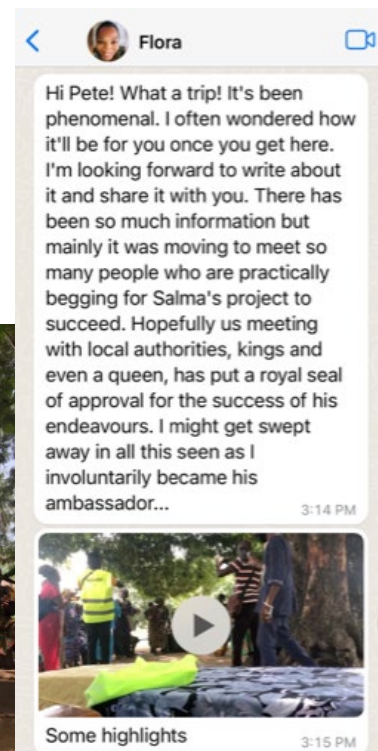 Flora
Hi Pete! What a trip! It's been
phenomenal. I often wondered how
it'll be for you once you get here.
I'm looking forward to write about
it and share it with you. There has
been so much information but
mainly it was moving to meet so
many people who are practically
begging for Salma's project to
succeed. Hopefully us meeting
with local authorities, kings and
even a queen, has put a royal seal
of approval for the success of his
endeavours. I might get swept
away in all this seen as I
involuntarily became his
ambassador...
3:14 PM
Some highlights
3:15 PM